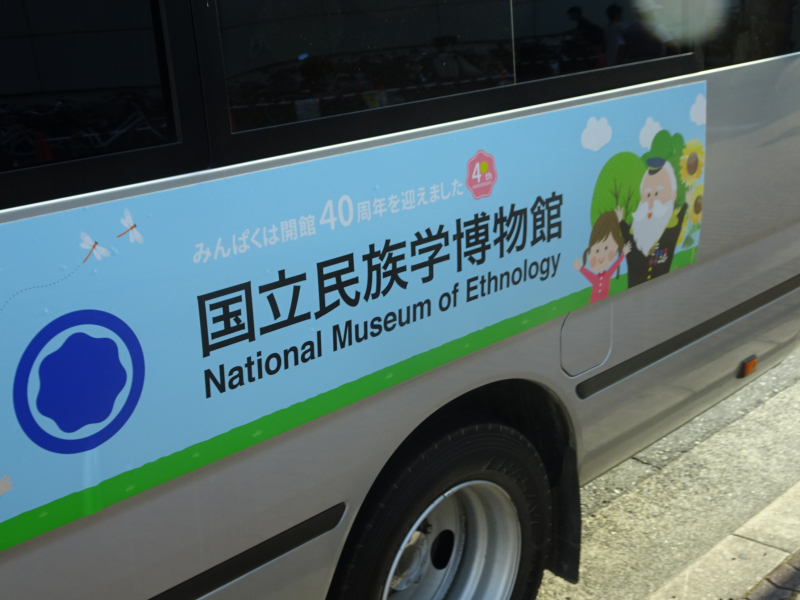 みんぱくは開館40周年を迎えました
40th
国立民族学博物館
National Museum of Ethnology